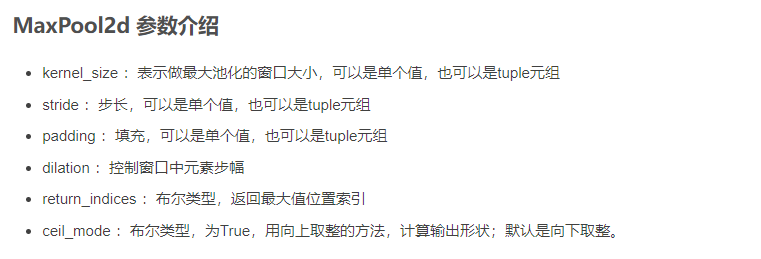 MaxPool2d 参数介绍
kernel_size ：表示做最大池化的窗口大小，可以是单个值，也可以是tuple元组
stride ：步长，可以是单个值，也可以是tuple元组
padding ：填充，可以是单个值，也可以是tuple元组
dilation ：控制窗口中元素步幅
return_indices ：布尔类型，返回最大值位置索引
ceil_mode ：布尔类型，为True，用向上取整的方法，计算输出形状；默认是向下取整。